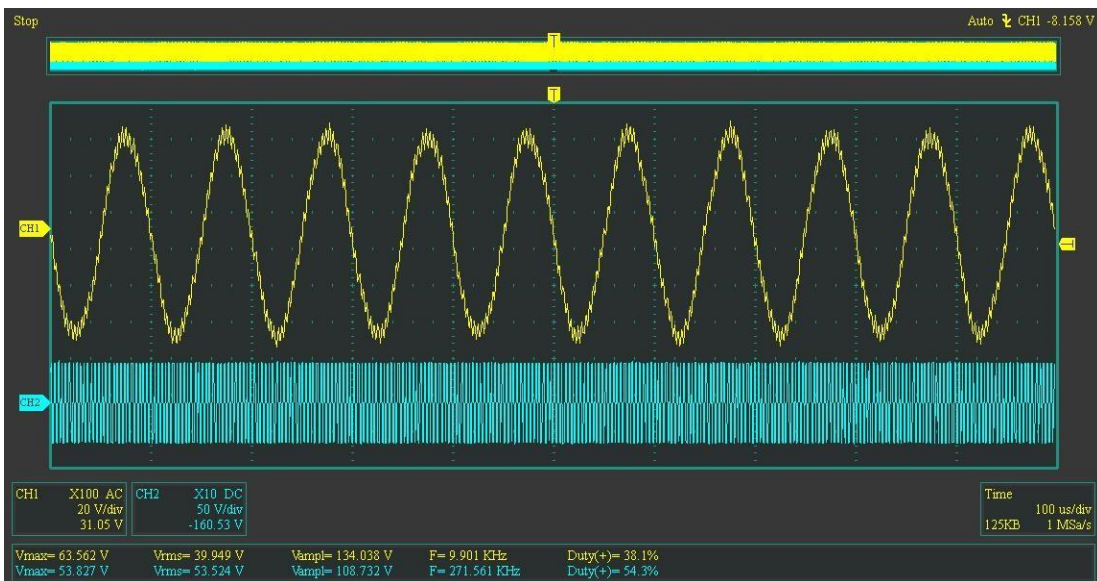 Stop Auto CH1 -8.158 V
T
T
CH1
CH2
CH1 X100 AC
20 V/div
31.05 V
CH2 X10 DC
50 V/div
-160.53 V
Time
100 us/div
125KB 1 MSa/s
Vmax= 63.562 V Vrms= 39.949 V Vampl= 134.038 V F= 9.901 KHz Duty(+)= 38.1%
Vmax= 53.827 V Vrms= 53.524 V Vampl= 108.732 V F= 271.561 KHz Duty(+)= 54.3%